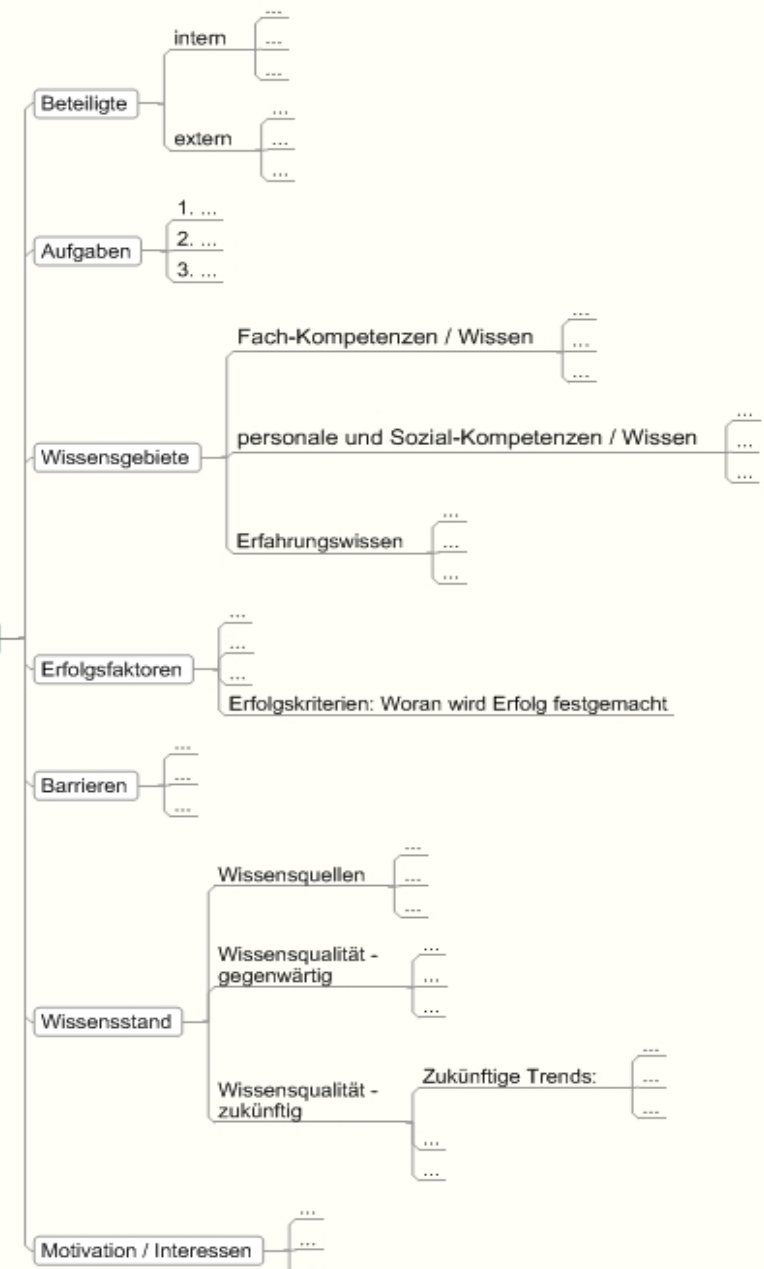 ...
intern
...
...
Beteiligte
...
extern
...
...
1. ...
Aufgaben
2. ...
3. ...
...
Fach-Kompetenzen / Wissen
...
...
...
personale und Sozial-Kompetenzen / Wissen
...
...
Wissensgebiete
...
Erfahrungswissen
...
...
...
...
Erfolgsfaktoren
...
Erfolgskriterien: Woran wird Erfolg festgemacht
...
Barrieren
...
...
...
Wissensquellen
...
...
Wissensqualität -
gegenwärtig
...
...
...
Wissensstand
Wissensqualität -
zukünftig
Zukünftige Trends:
...
...
...
...
...
...
Motivation / Interessen
...